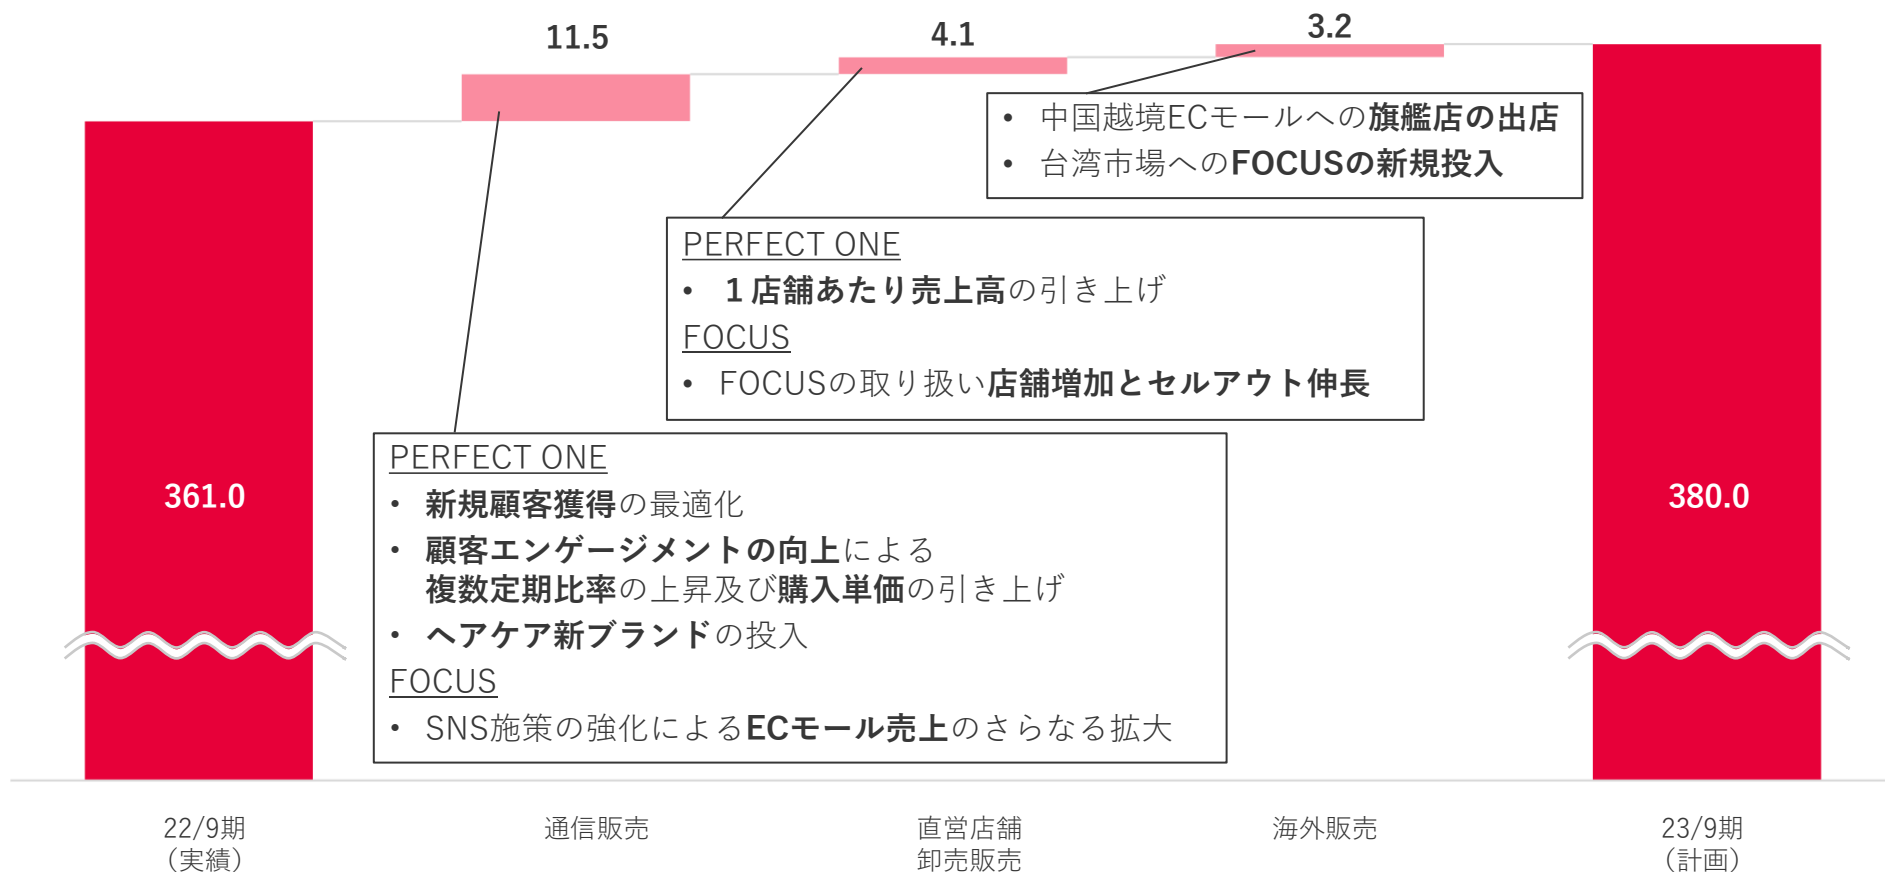 11.5
4.1
3.2
• 中国越境ECモールへの旗艦店の出店
• 台湾市場へのFOCUSの新規投入
PERFECT ONE
• １店舗あたり売上高の引き上げ
FOCUS
• FOCUSの取り扱い店舗増加とセルアウト伸長
PERFECT ONE
• 新規顧客獲得の最適化
• 顧客エンゲージメントの向上による
複数定期比率の上昇及び購入単価の引き上げ
• ヘアケア新ブランドの投入
FOCUS
• SNS施策の強化によるECモール売上のさらなる拡大
361.0
380.0
22/9期
（実績）
通信販売
直営店舗
卸売販売
海外販売
23/9期
（計画）